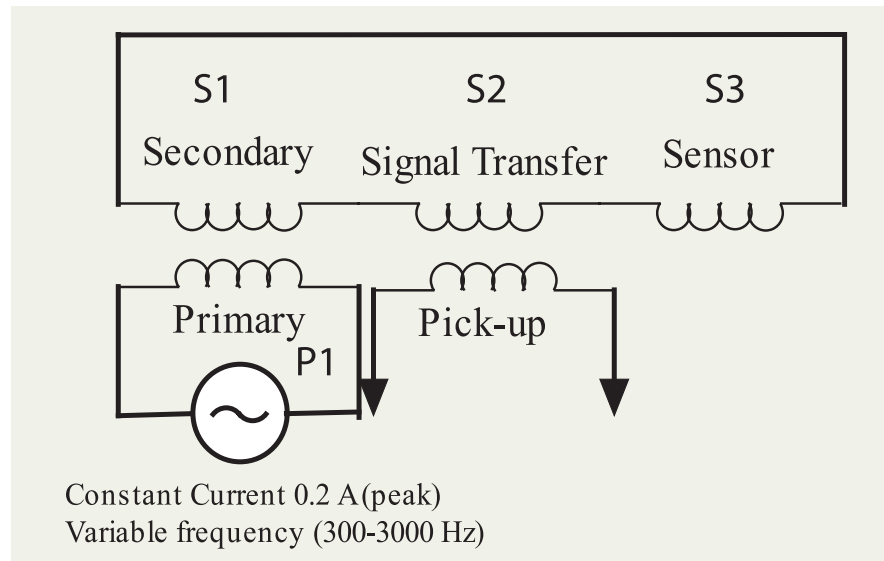 S1 S2 S3
Secondary Signal Transfer Sensor
Primary Pick-up
P1
Constant Current 0.2 A(peak)
Variable frequency (300-3000 Hz)